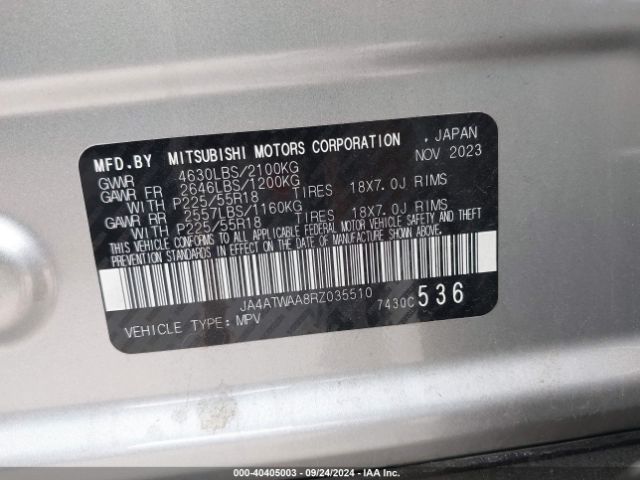 MFD.BY MITSUBISHI MOTORS CORPORATION , JAPAN
GVWR 4630LBS/2100KG NOV 2023
GAWR FR 2646LBS/1200KG
WITH P225/55R18 TIRES 18X7.0J RIMS
GAWR RR 2557LBS/1160KG
WITH P225/55R18 TIRES 18X7.0J RIMS
THIS VEHICLE CONFORMS TO ALL APPLICABLE FEDERAL MOTOR VEHICLE SAFETY AND THEFT
PREVENTION STANDARDS IN EFFECT ON THE DATE OF MANUFACTURE SHOWN ABOVE.
JA4ATWAA8RZ035510 7430C 536
VEHICLE TYPE: MPV
000-40405003 - 09/24/2024 - IAA Inc.